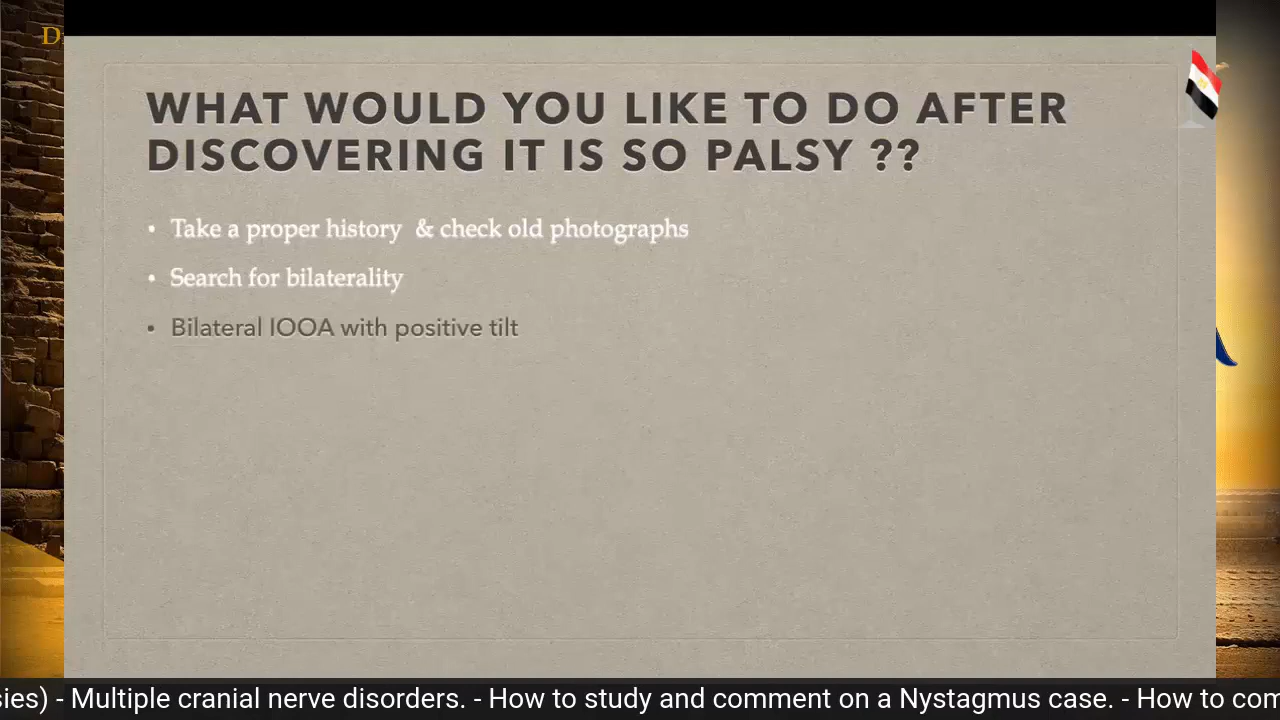 D
WHAT WOULD YOU LIKE TO DO AFTER
DISCOVERING IT IS SO PALSY ??
• Take a proper history & check old photographs
• Search for bilaterality
• Bilateral IOOA with positive tilt
sies) - Multiple cranial nerve disorders. - How to study and comment on a Nystagmus case. - How to com